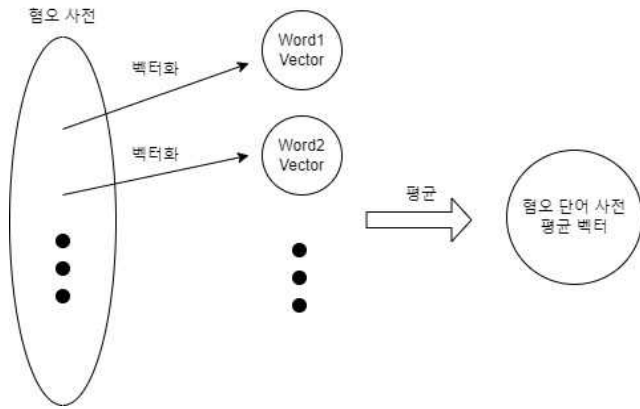 혐오 사전
벡터화
Word1
Vector
벡터화
Word2
Vector
평균
혐오 단어 사전
평균 벡터